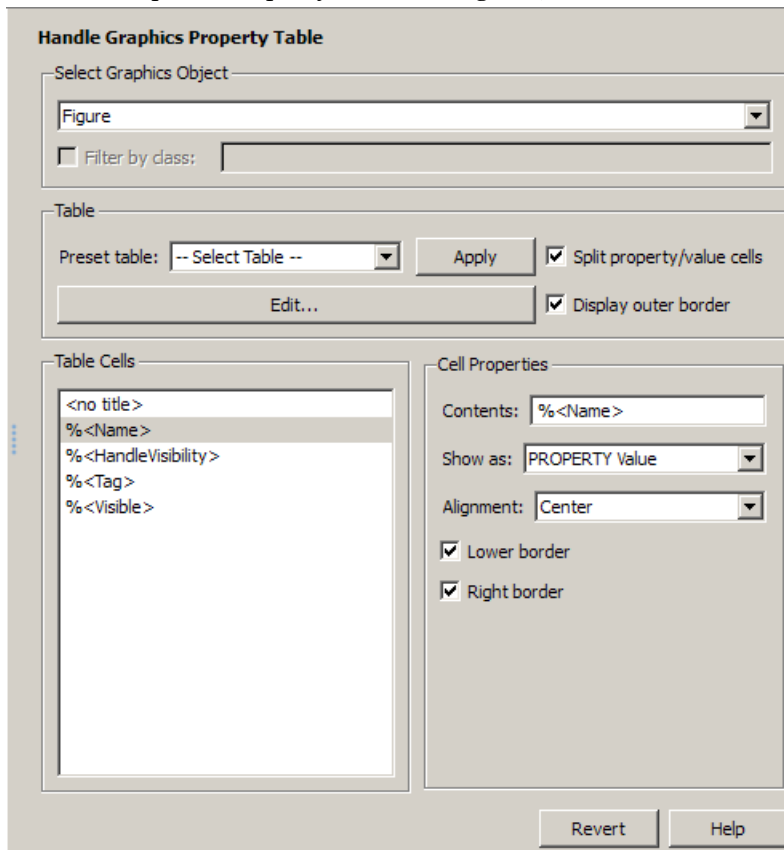 Handle Graphics Property Table
Select Graphics Object
Figure
Filter by class:
Table
Preset table: -- Select Table -- Apply Split property/value cells
Edit... Display outer border
Table Cells
<no title>
%<Name>
%<HandleVisibility>
%<Tag>
%<Visible>
Cell Properties
Contents: %<Name>
Show as: PROPERTY Value
Alignment: Center
Lower border
Right border
Revert Help